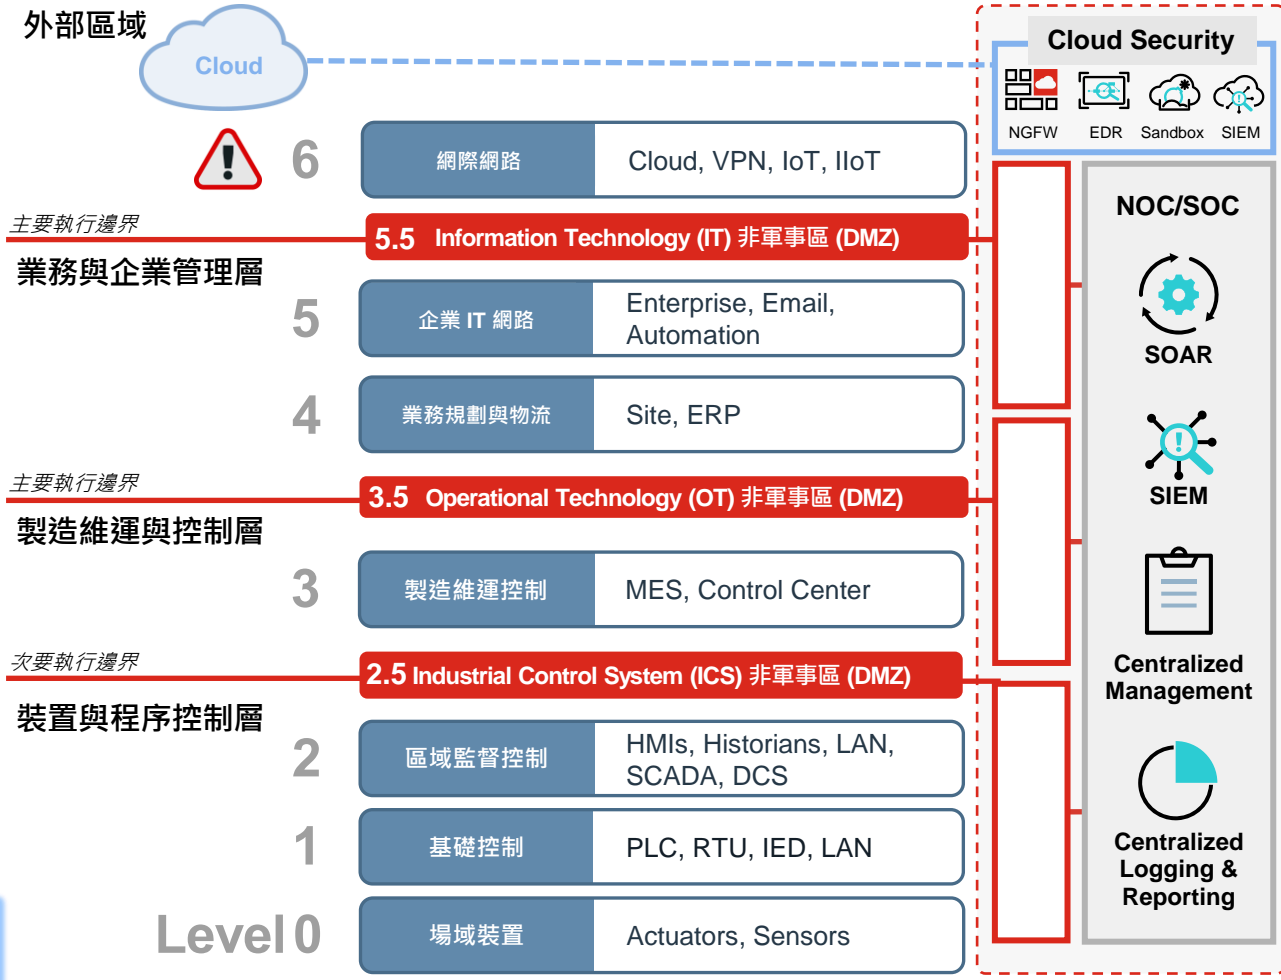 外部區域
Cloud
Cloud Security
NGFW
EDR
Sandbox
SIEM
6
網際網路
Cloud, VPN, IoT, IIoT
主要執行邊界
5.5 Information Technology (IT) 非軍事區 (DMZ)
業務與企業管理層
5
企業 IT 網路
Enterprise, Email,
Automation
4
業務規劃與物流
Site, ERP
主要執行邊界
3.5 Operational Technology (OT) 非軍事區 (DMZ)
製造維運與控制層
3
製造維運控制
MES, Control Center
次要執行邊界
2.5 Industrial Control System (ICS) 非軍事區 (DMZ)
裝置與程序控制層
2
區域監督控制
HMIs, Historians, LAN,
SCADA, DCS
1
基礎控制
PLC, RTU, IED, LAN
Level 0
場域裝置
Actuators, Sensors
NOC/SOC
SOAR
SIEM
Centralized
Management
Centralized
Logging &
Reporting